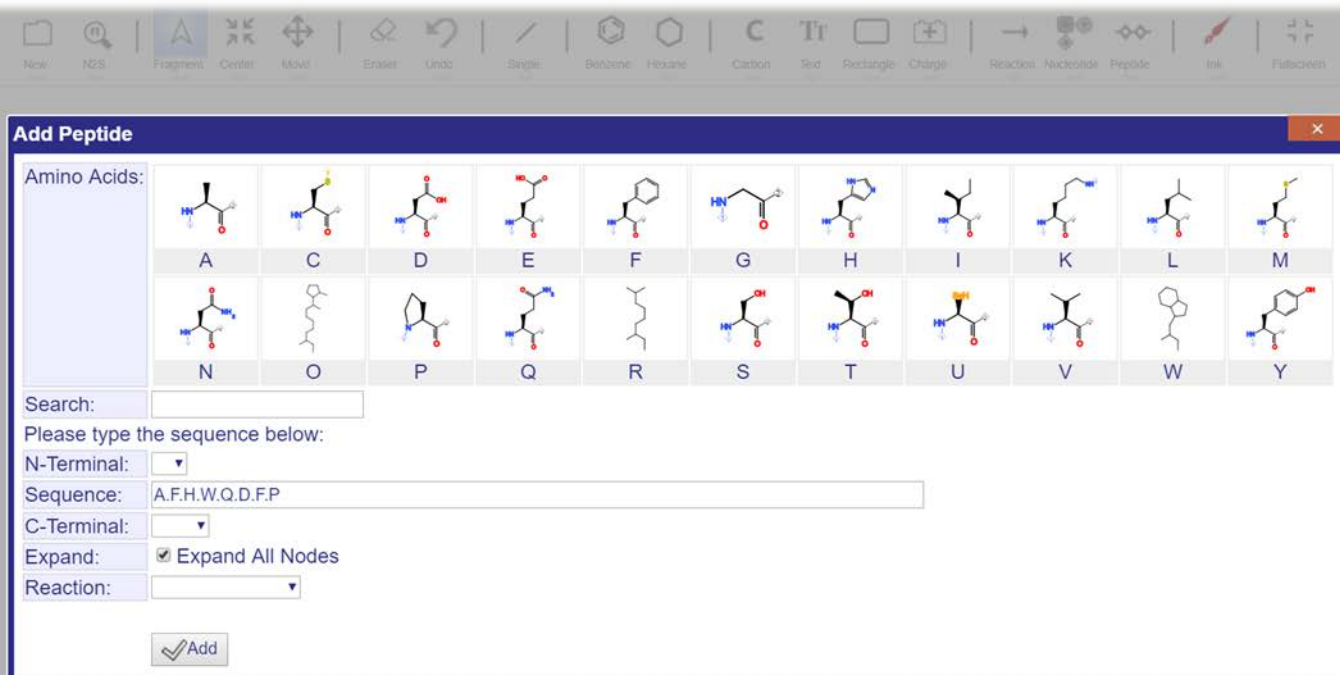 New N2S Fragment Center Move Eraser Undo Single Benzene Hexane C Carbon TT Text Rectangle Charge Reaction Nucleotide Peptide Ink Fullscreen
Add Peptide ×
Amino Acids:
A C D E F G H I K L M
N O P Q R S T U V W Y
Search:
Please type the sequence below:
N-Terminal:
Sequence: A.F.H.W.Q.D.F.P
C-Terminal:
Expand: Expand All Nodes
Reaction:
Add